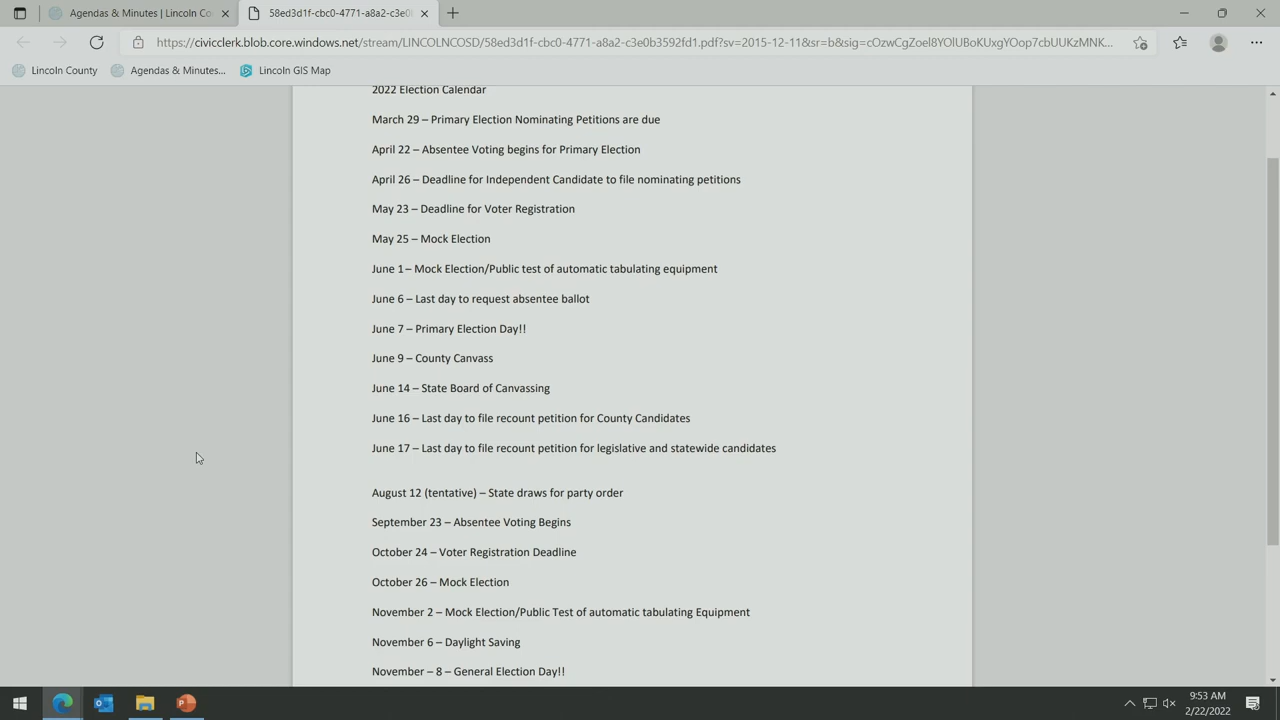 Agendas & Minutes | Lincoln Co
58ed3d1f-cbc0-4771-a8a2-c3e0
https://civicclerk.blob.core.windows.net/stream/LINCOLNCOSD/58ed3d1f-cbc0-4771-a8a2-c3e0b3592fd1.pdf?sv=2015-12-11&sr=b&sig=cOzwCgZoel8YOlUBoKUxgYOop7cbUUKzMNK...
Lincoln County
Agendas & Minutes...
Lincoln GIS Map
2022 Election Calendar
March 29 – Primary Election Nominating Petitions are due
April 22 – Absentee Voting begins for Primary Election
April 26 – Deadline for Independent Candidate to file nominating petitions
May 23 – Deadline for Voter Registration
May 25 – Mock Election
June 1 – Mock Election/Public test of automatic tabulating equipment
June 6 – Last day to request absentee ballot
June 7 – Primary Election Day!!
June 9 – County Canvass
June 14 – State Board of Canvassing
June 16 – Last day to file recount petition for County Candidates
June 17 – Last day to file recount petition for legislative and statewide candidates
August 12 (tentative) – State draws for party order
September 23 – Absentee Voting Begins
October 24 – Voter Registration Deadline
October 26 – Mock Election
November 2 – Mock Election/Public Test of automatic tabulating Equipment
November 6 – Daylight Saving
November – 8 – General Election Day!!
9:53 AM
2/22/2022